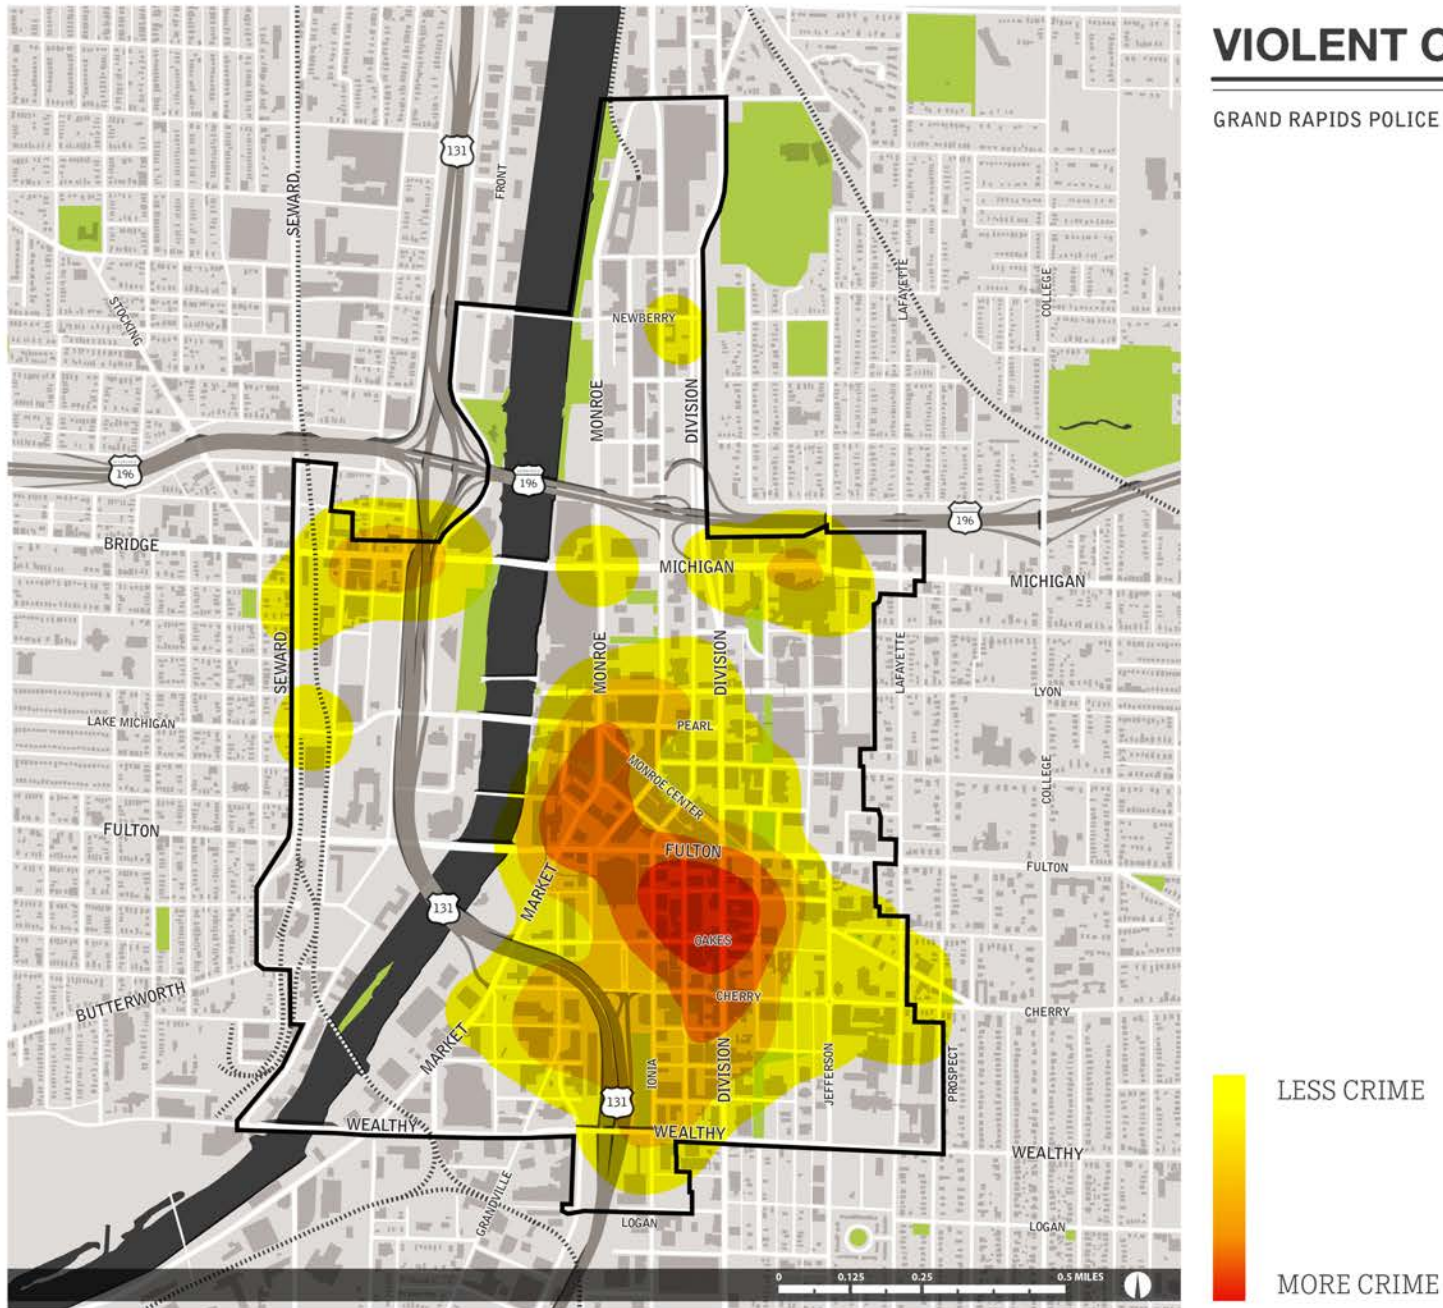 VIOLENT C
GRAND RAPIDS POLICE
131
FRONT
SEWARD
STOCKING
LAFAYETTE
COLLEGE
NEWBERRY
MONROE
DIVISION
196
196
196
BRIDGE
MICHIGAN
MICHIGAN
SEWARD
MONROE
DIVISION
LAFAYETTE
LYON
LAKE MICHIGAN
PEARL
MONROE CENTER
COLLEGE
FULTON
FULTON
FULTON
MARKET
131
OAKES
BUTTERWORTH
CHERRY
CHERRY
MARKET
IONIA
DIVISION
JEFFERSON
PROSPECT
131
WEALTHY
WEALTHY
WEALTHY
GRANDVILLE
LOGAN
LOGAN
0 0.125 0.25 0.5 MILES
LESS CRIME
MORE CRIME